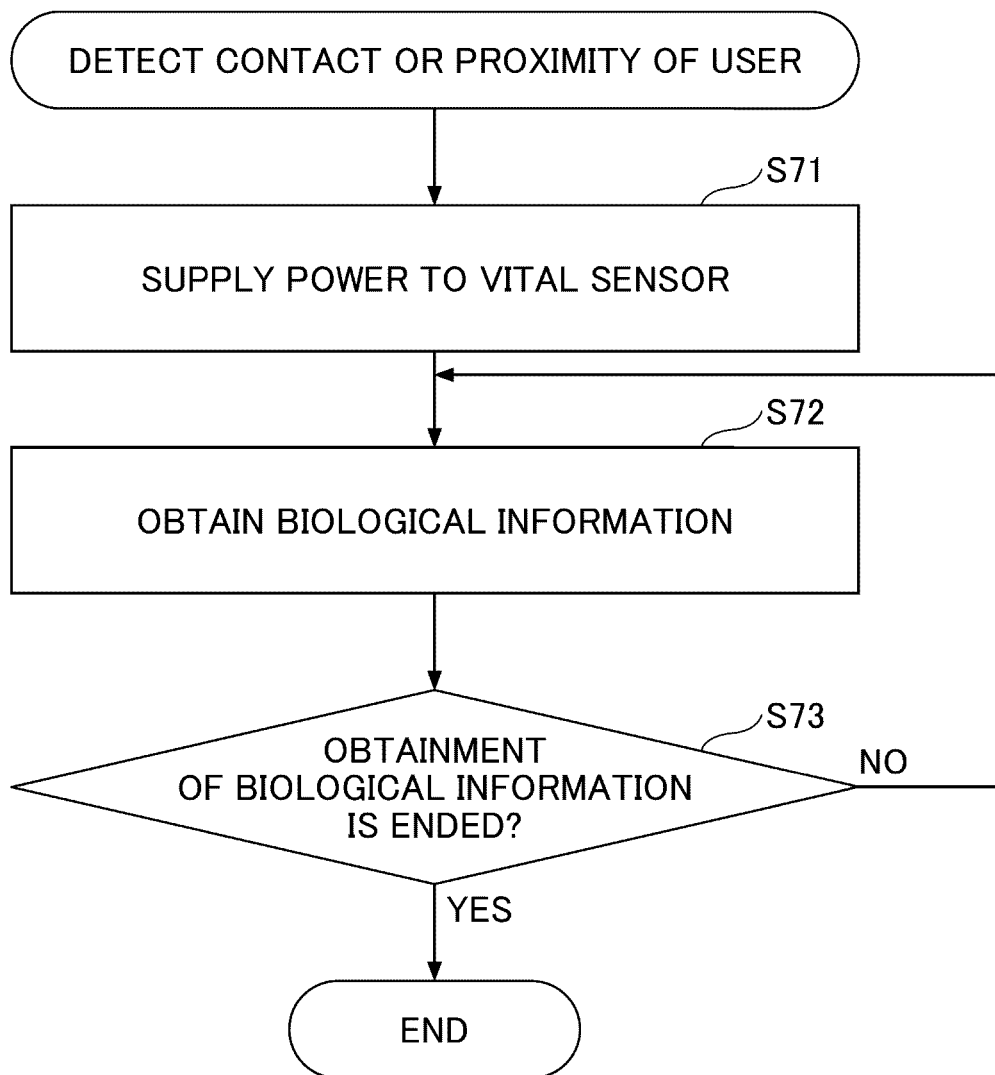 DETECT CONTACT OR PROXIMITY OF USER
S71
SUPPLY POWER TO VITAL SENSOR
S72
OBTAIN BIOLOGICAL INFORMATION
S73
OBTAINMENT
OF BIOLOGICAL INFORMATION
IS ENDED?
NO
YES
END